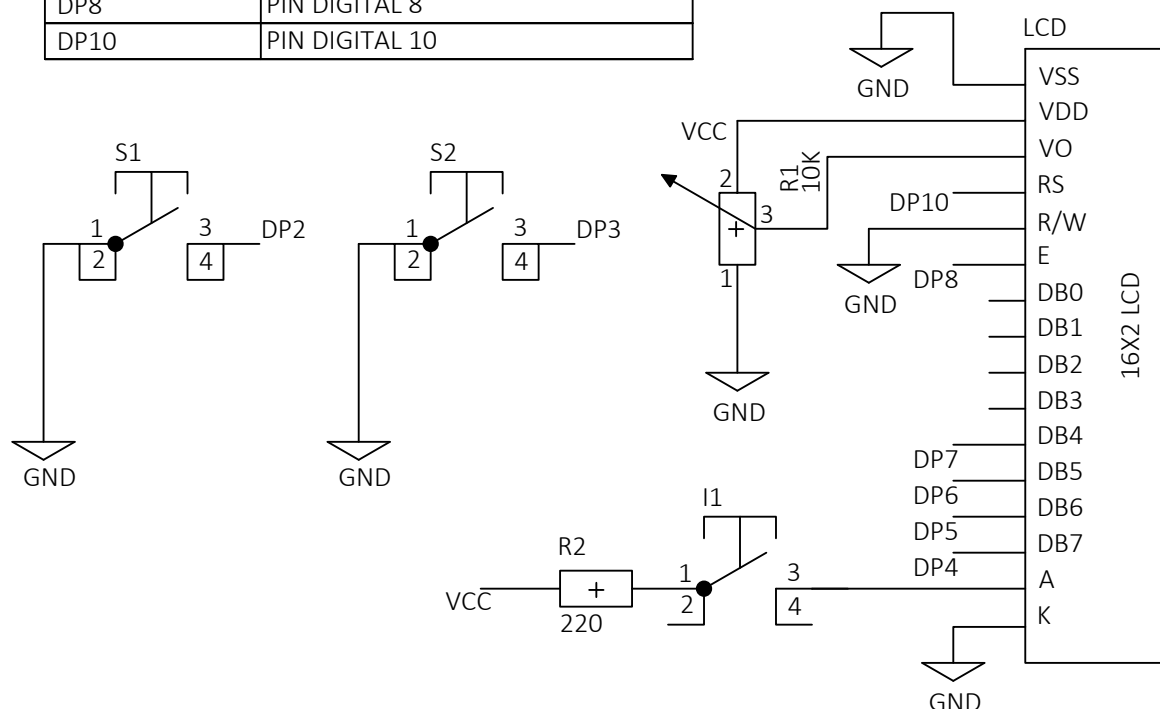 DP8 PIN DIGITAL 8
DP10 PIN DIGITAL 10
LCD
GND
VSS
VDD
VO
RS
R/W
E
DB0
DB1
DB2
DB3
DB4
DB5
DB6
DB7
A
K
16X2 LCD
VCC
R1
10K
2
3
1
GND
DP10
GND
DP8
DP7
DP6
DP5
DP4
S1
1
2
3
4
DP2
GND
S2
1
2
3
4
DP3
GND
I1
1
2
3
4
R2
220
VCC
GND